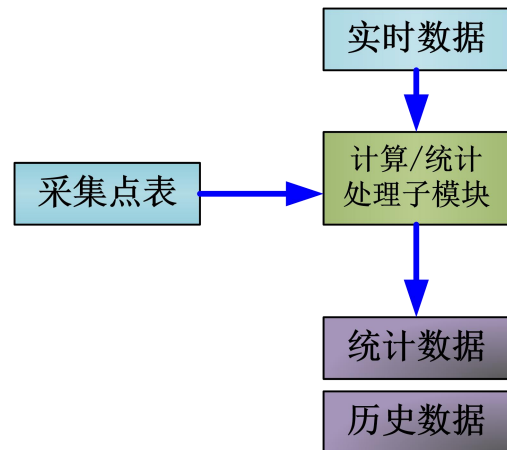 实时数据
计算/统计
处理子模块
采集点表
统计数据
历史数据